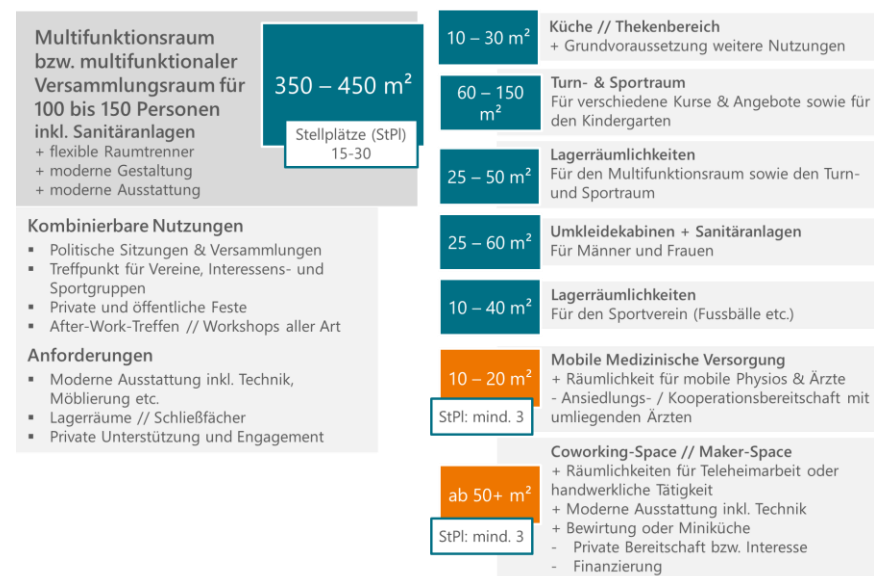 Multifunktionsraum
bzw. multifunktionaler
Versammlungsraum für
100 bis 150 Personen
inkl. Sanitäranlagen
+ flexible Raumtrenner
+ moderne Gestaltung
+ moderne Ausstattung
350 – 450 m²
Stellplätze (StPl)
15-30
Kombinierbare Nutzungen
▪ Politische Sitzungen & Versammlungen
▪ Treffpunkt für Vereine, Interessens- und
Sportgruppen
▪ Private und öffentliche Feste
▪ After-Work-Treffen // Workshops aller Art
Anforderungen
▪ Moderne Ausstattung inkl. Technik,
Möblierung etc.
▪ Lagerräume // Schließfächer
▪ Private Unterstützung und Engagement
10 – 30 m²
Küche // Thekenbereich
+ Grundvoraussetzung weitere Nutzungen
60 – 150
m²
Turn- & Sportraum
Für verschiedene Kurse & Angebote sowie für
den Kindergarten
25 – 50 m²
Lagerräumlichkeiten
Für den Multifunktionsraum sowie den Turn-
und Sportraum
25 – 60 m²
Umkleidekabinen + Sanitäranlagen
Für Männer und Frauen
10 – 40 m²
Lagerräumlichkeiten
Für den Sportverein (Fussbälle etc.)
10 – 20 m²
StPl: mind. 3
Mobile Medizinische Versorgung
+ Räumlichkeit für mobile Physios & Ärzte
- Ansiedlungs- / Kooperationsbereitschaft mit
umliegenden Ärzten
ab 50+ m²
StPl: mind. 3
Coworking-Space // Maker-Space
+ Räumlichkeiten für Teleheimarbeit oder
handwerkliche Tätigkeit
+ Moderne Ausstattung inkl. Technik
+ Bewirtung oder Miniküche
- Private Bereitschaft bzw. Interesse
- Finanzierung